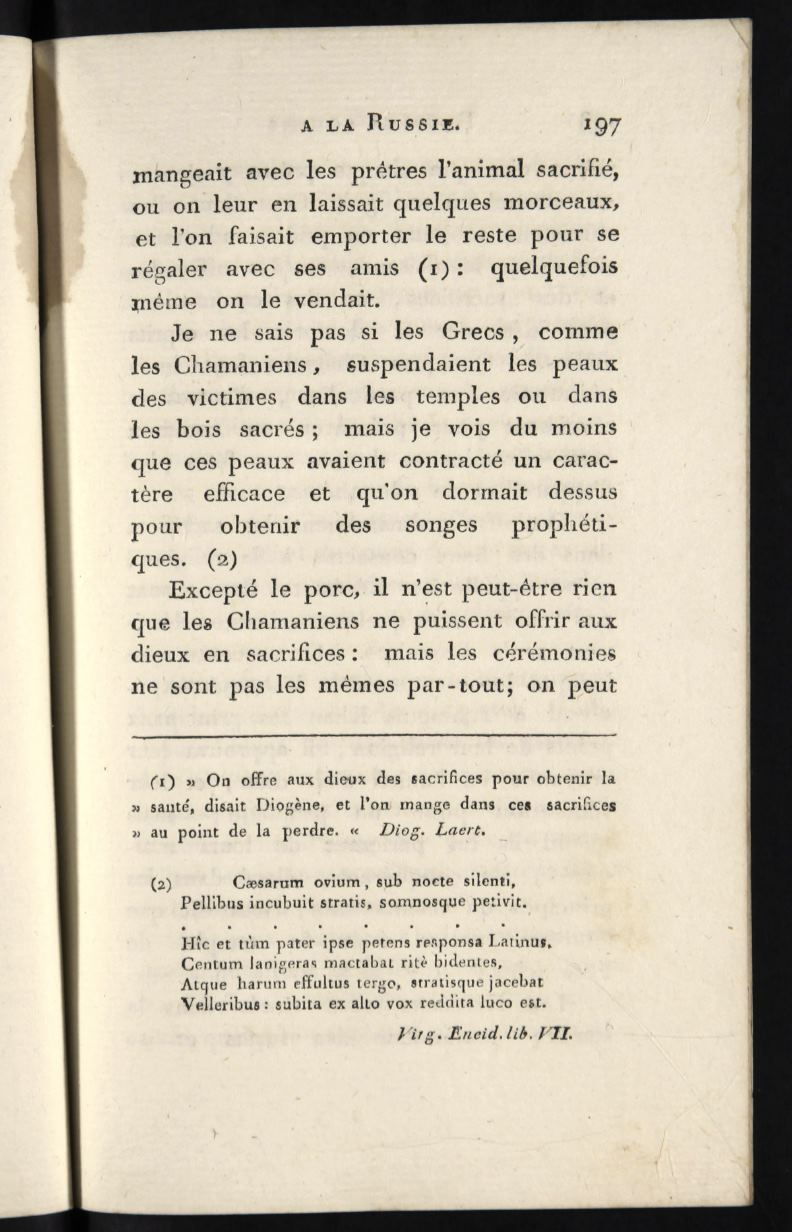 A LA RUSSIE. 197
mangeait avec les prêtres l'animal sacrifié,
ou on leur en laissait quelques morceaux,
et l'on faisait emporter le reste pour se
régaler avec ses amis (1) : quelquefois
même on le vendait.
Je ne sais pas si les Grecs, comme
les Chamaniens, suspendaient les peaux
des victimes dans les temples ou dans
les bois sacrés ; mais je vois du moins
que ces peaux avaient contracté un carac-
tère efficace et qu'on dormait dessus
pour obtenir des songes prophéti-
ques. (2)
Excepté le porc, il n'est peut-être rien
que les Chamaniens ne puissent offrir aux
dieux en sacrifices : mais les cérémonies
ne sont pas les mêmes par-tout; on peut
(1) » On offre aux dieux des sacrifices pour obtenir la
» santé, disait Diogène, et l'on mange dans ces sacrifices
» au point de la perdre. « Diog. Laert.
(2) Cæsarum ovium, sub nocte silenti,
Pellibus incubuit stratis, somnosque petivit.
. . . . . . . .
Hîc et tùm pater ipse petens responsa Latinus,
Centum lanigeras mactabat ritè bidentes,
Atque harum effultus tergo, stratisque jacebat
Velleribus : subita ex alto vox reddita luco est.
Virg. Eneid. lib. VII.